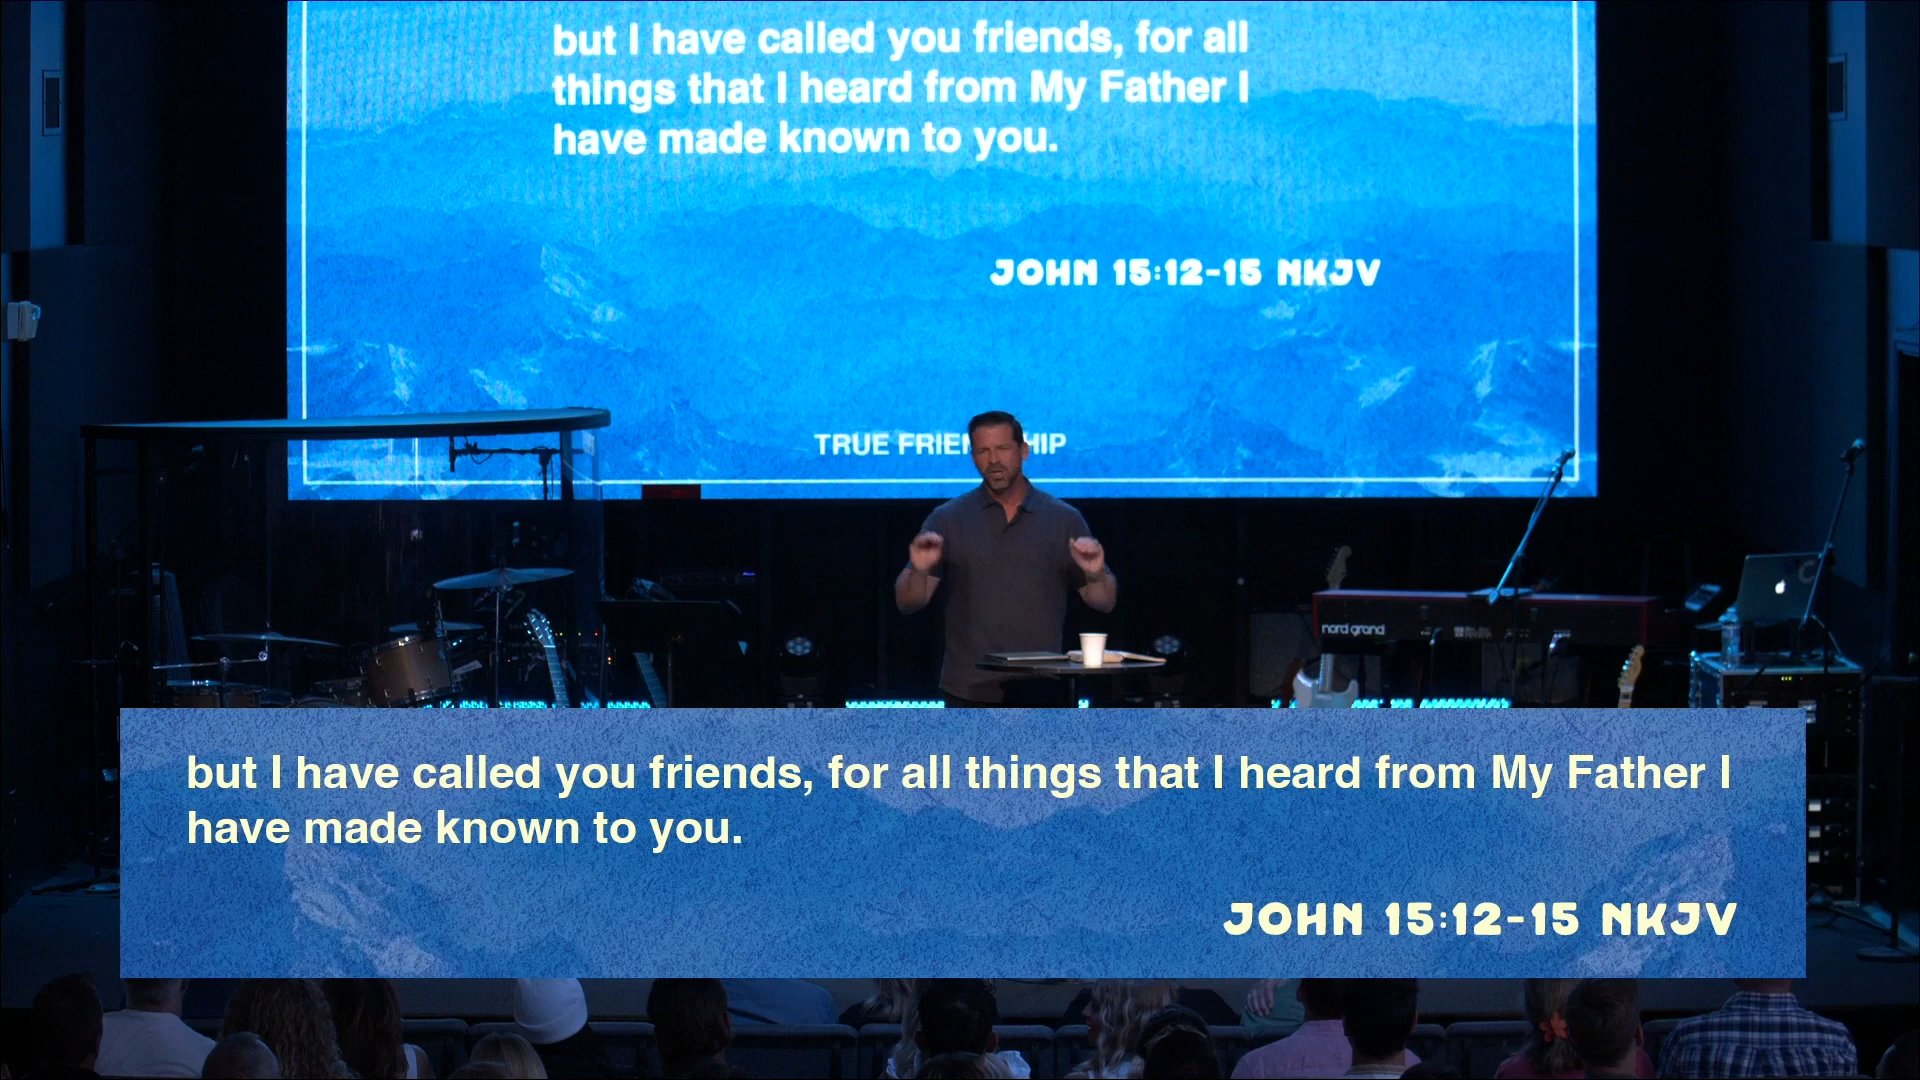 but I have called you friends, for all
things that I heard from My Father I
have made known to you.
JOHN 15:12-15 NKJV
TRUE FRIEN HIP
nord grand
but I have called you friends, for all things that I heard from My Father I
have made known to you.
JOHN 15:12-15 NKJV